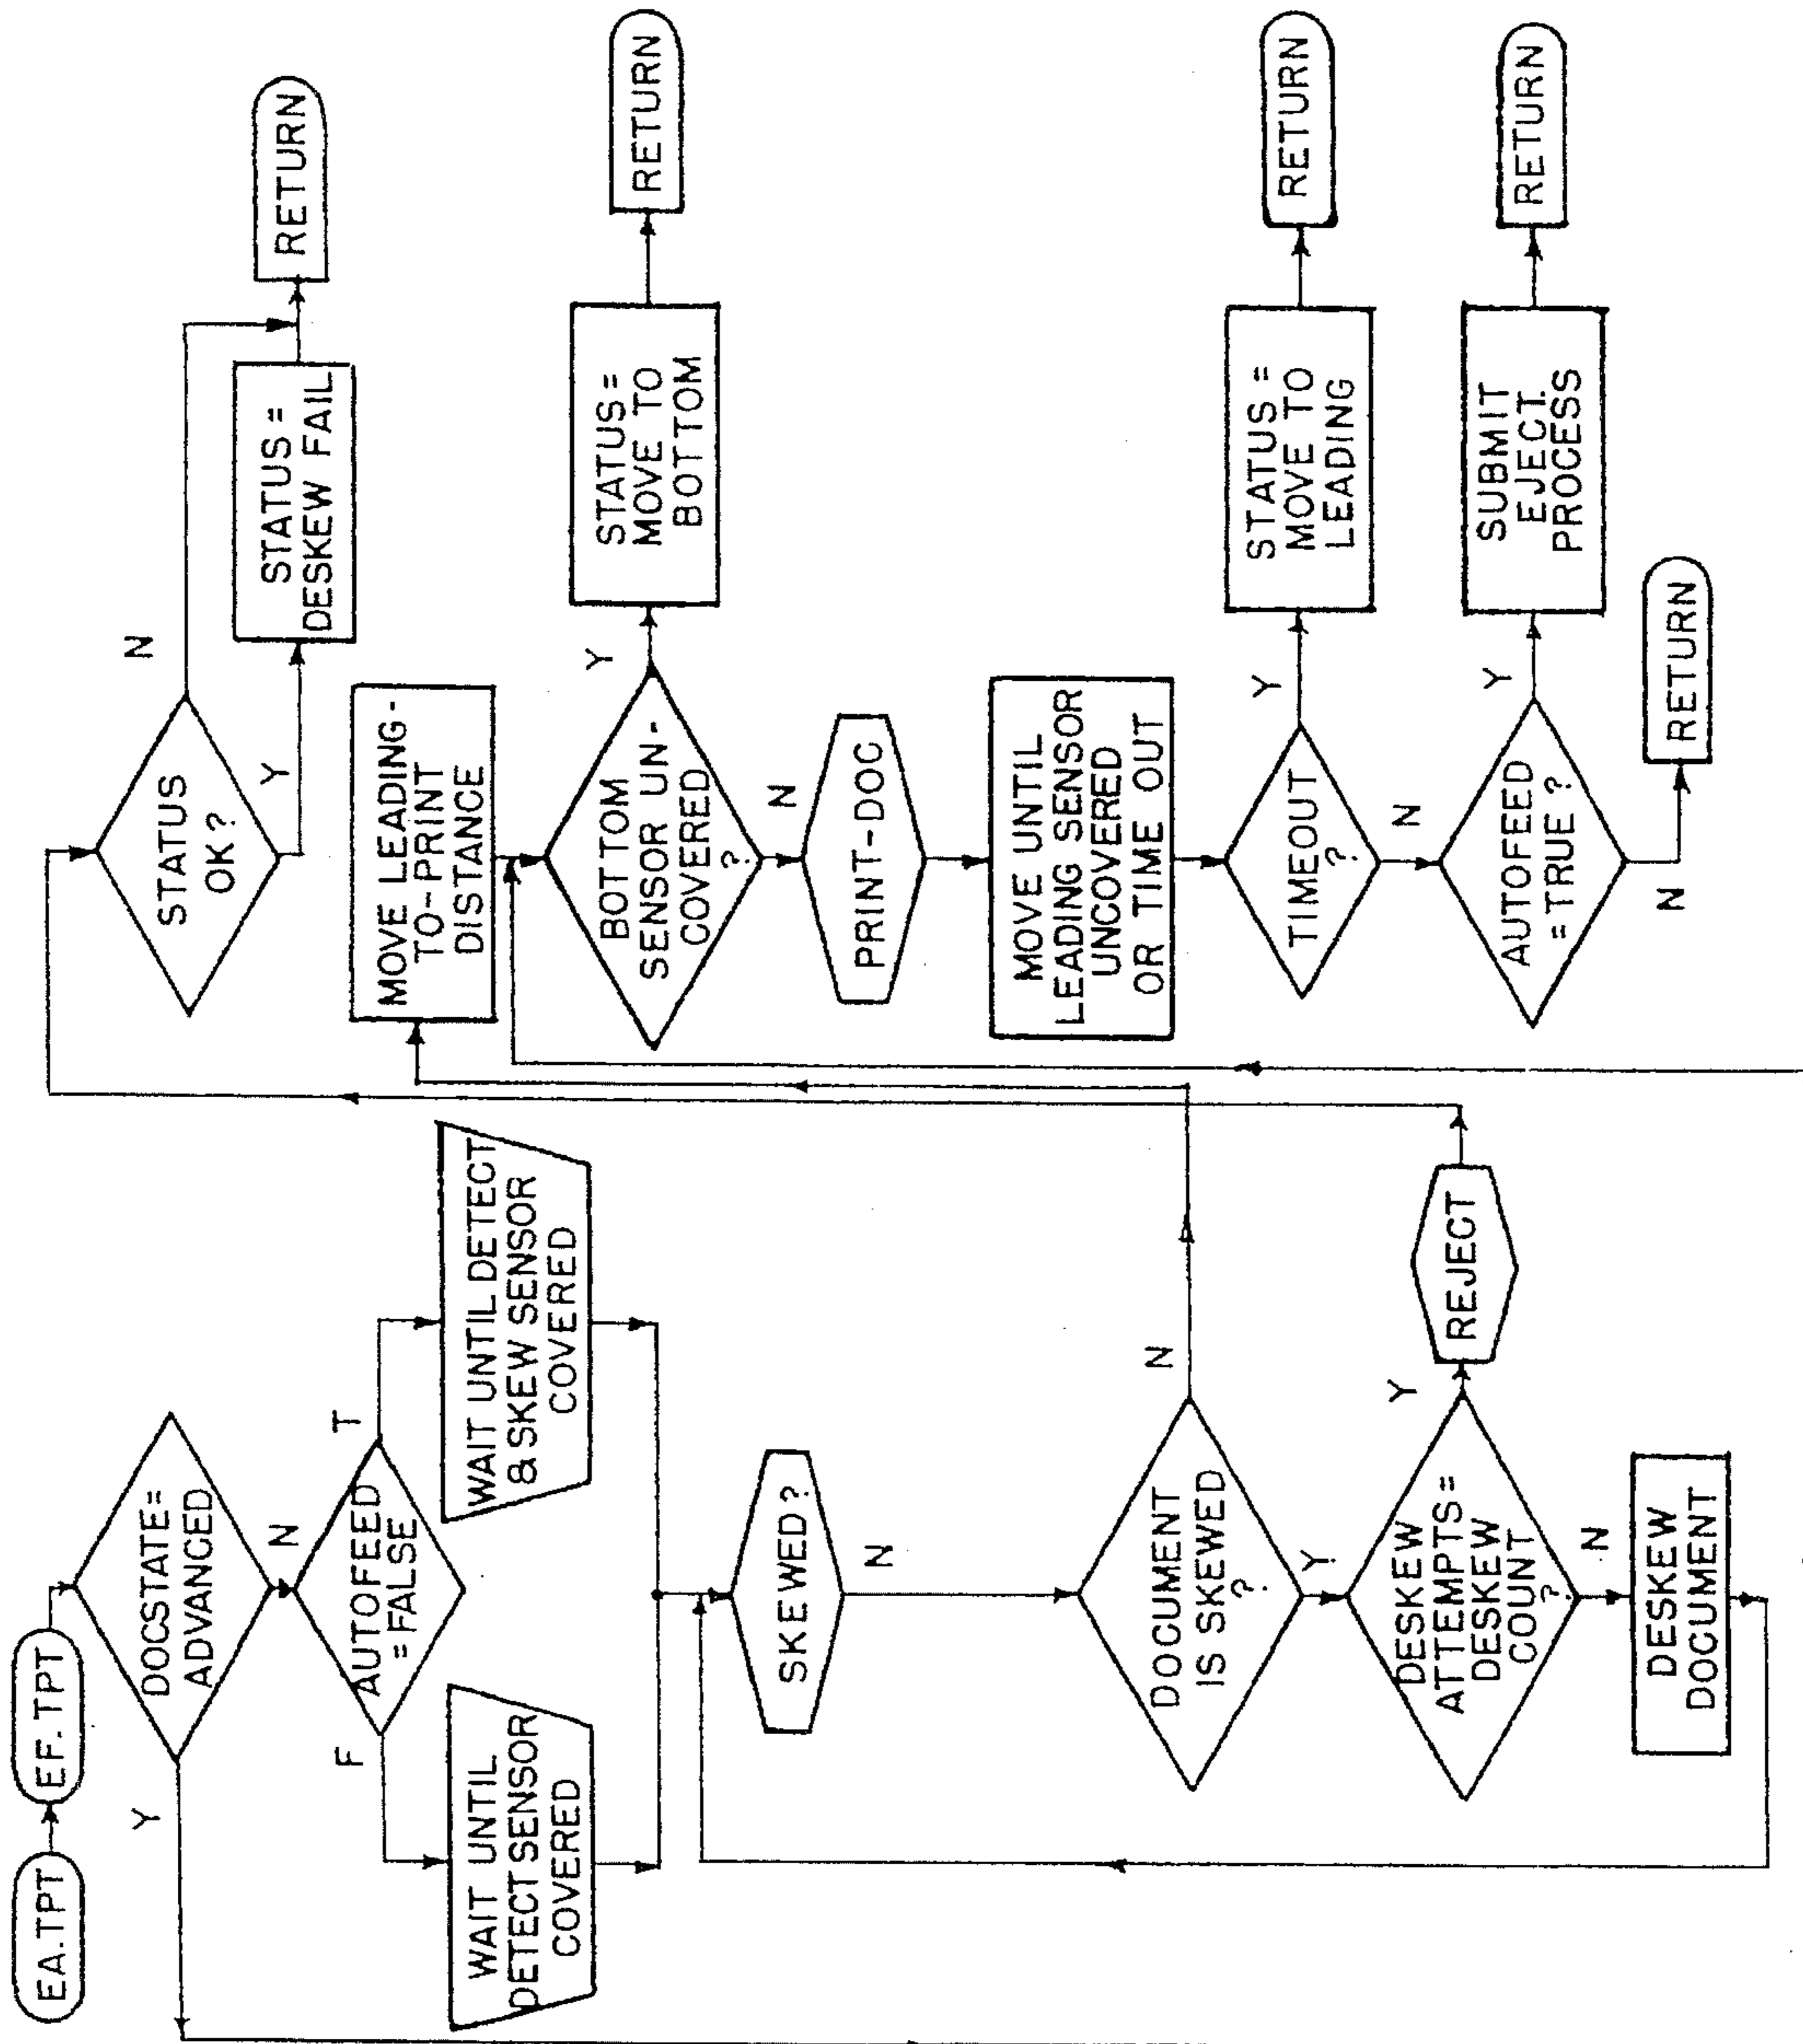 EA.TPT
EF.TPT
DOCSTATE=
ADVANCED
Y
N
AUTOFEED
=FALSE
F
T
WAIT UNTIL
DETECT SENSOR
COVERED
WAIT UNTIL DETECT
& SKEW SENSOR
COVERED
SKEWED?
N
DOCUMENT
IS SKEWED
?
N
Y
DESKEW
ATTEMPTS=
DESKEW
COUNT
?
Y
REJECT
N
DESKEW
DOCUMENT
STATUS
OK?
N
Y
STATUS=
DESKEW FAIL
RETURN
MOVE LEADING-
TO-PRINT
DISTANCE
BOTTOM
SENSOR UN-
COVERED
?
Y
STATUS=
MOVE TO
BOTTOM
RETURN
N
PRINT-DOC
MOVE UNTIL
LEADING SENSOR
UNCOVERED
OR TIME OUT
TIMEOUT
?
Y
STATUS=
MOVE TO
LEADING
RETURN
N
AUTOFEED
=TRUE?
Y
SUBMIT
EJECT.
PROCESS
RETURN
N
RETURN